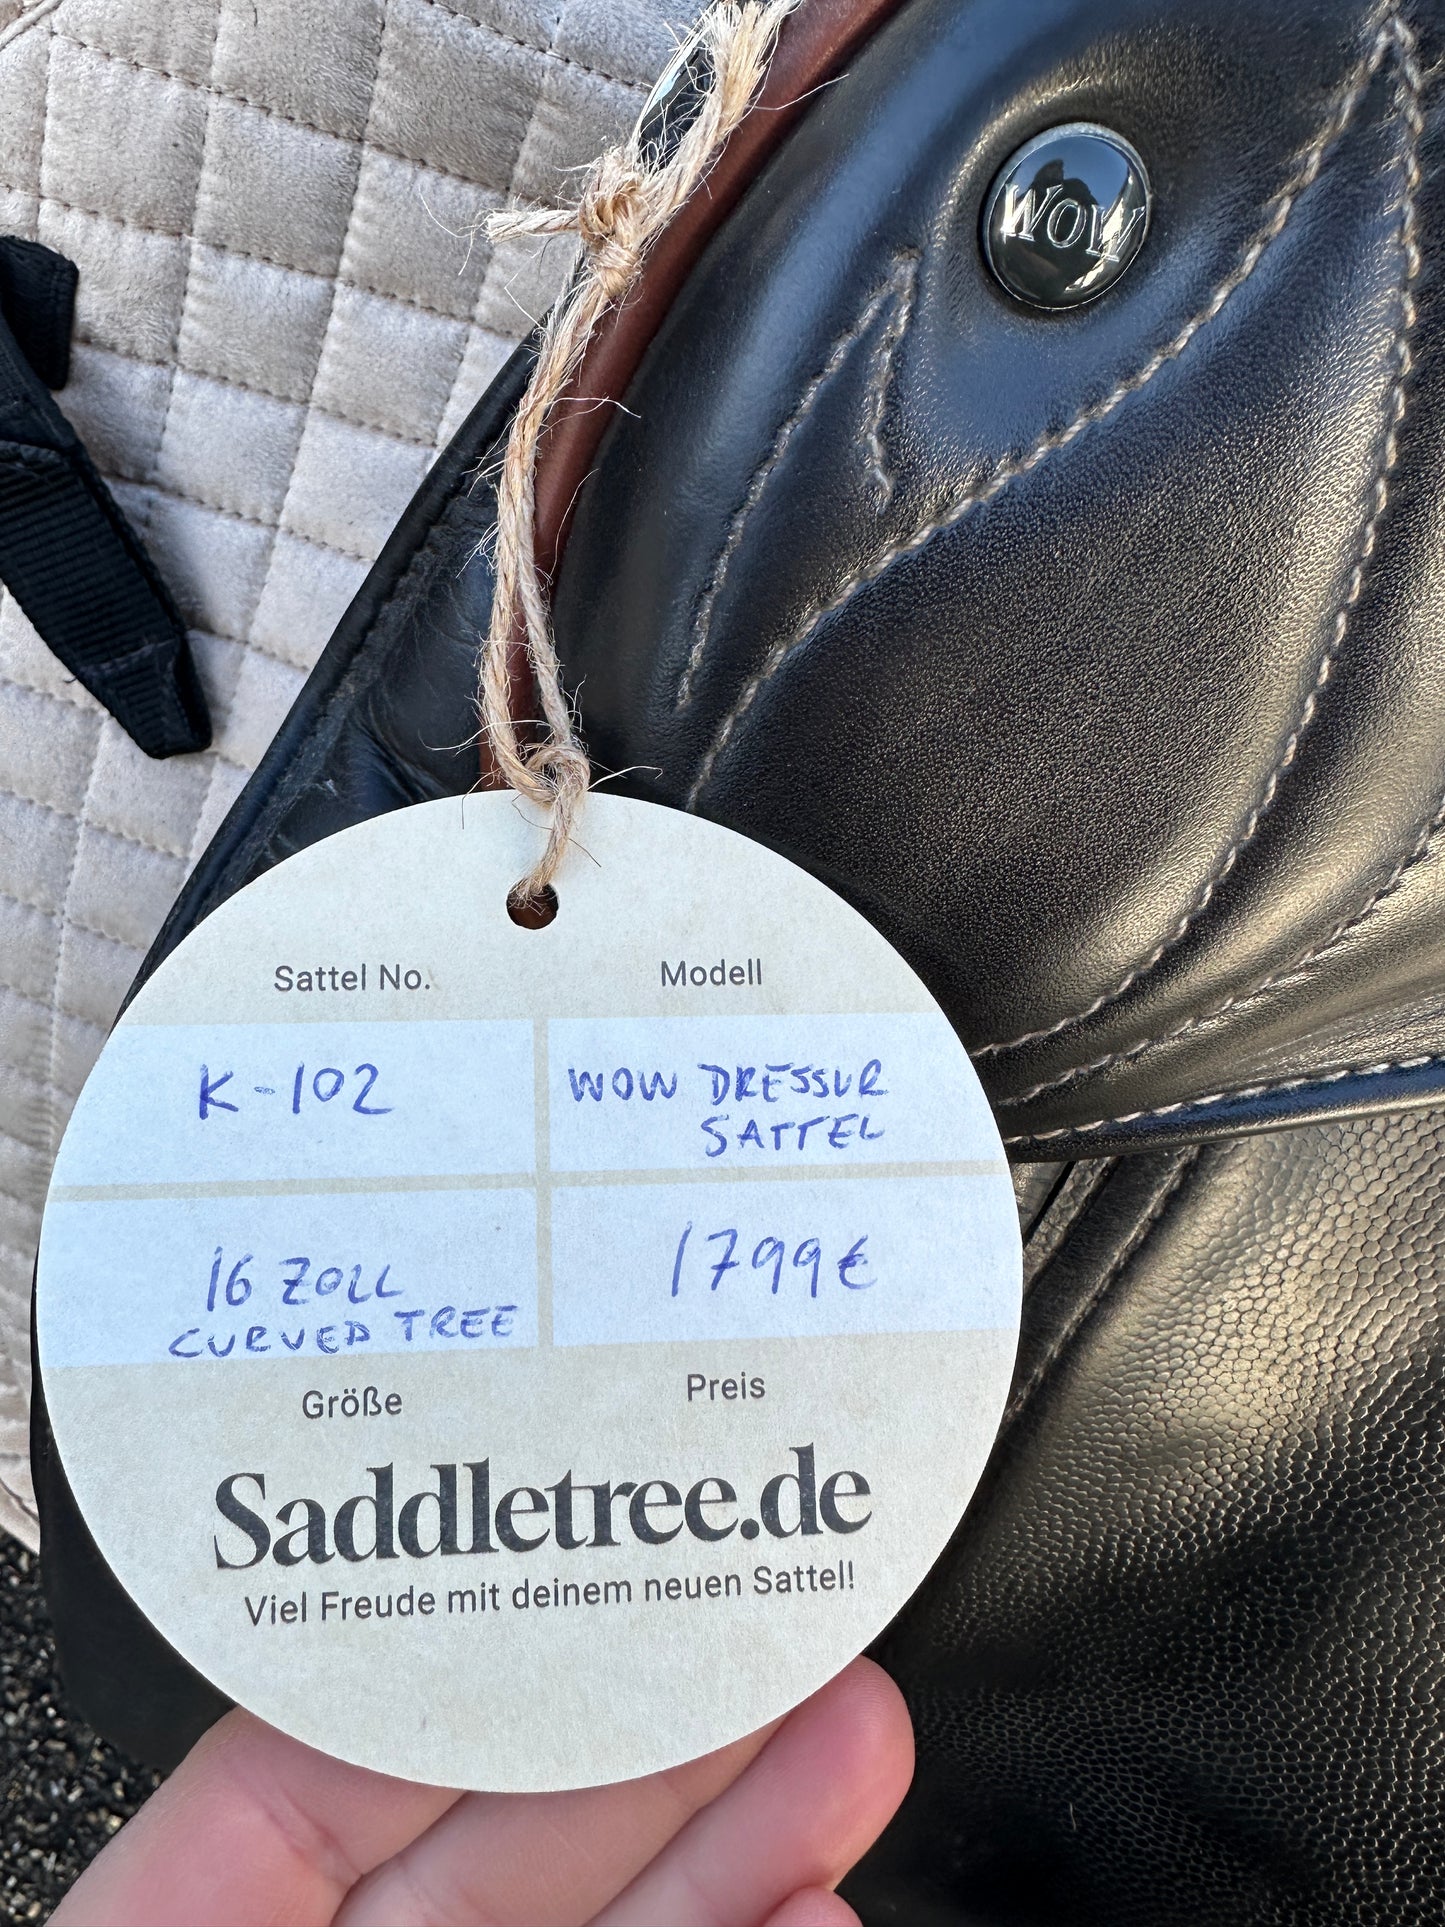 WOW
Sattel No.
Modell
K-102
WOW DRESSUR
SATTEL
16 ZOLL
CURVED TREE
1799€
Größe
Preis
Saddletree.de
Viel Freude mit deinem neuen Sattel!